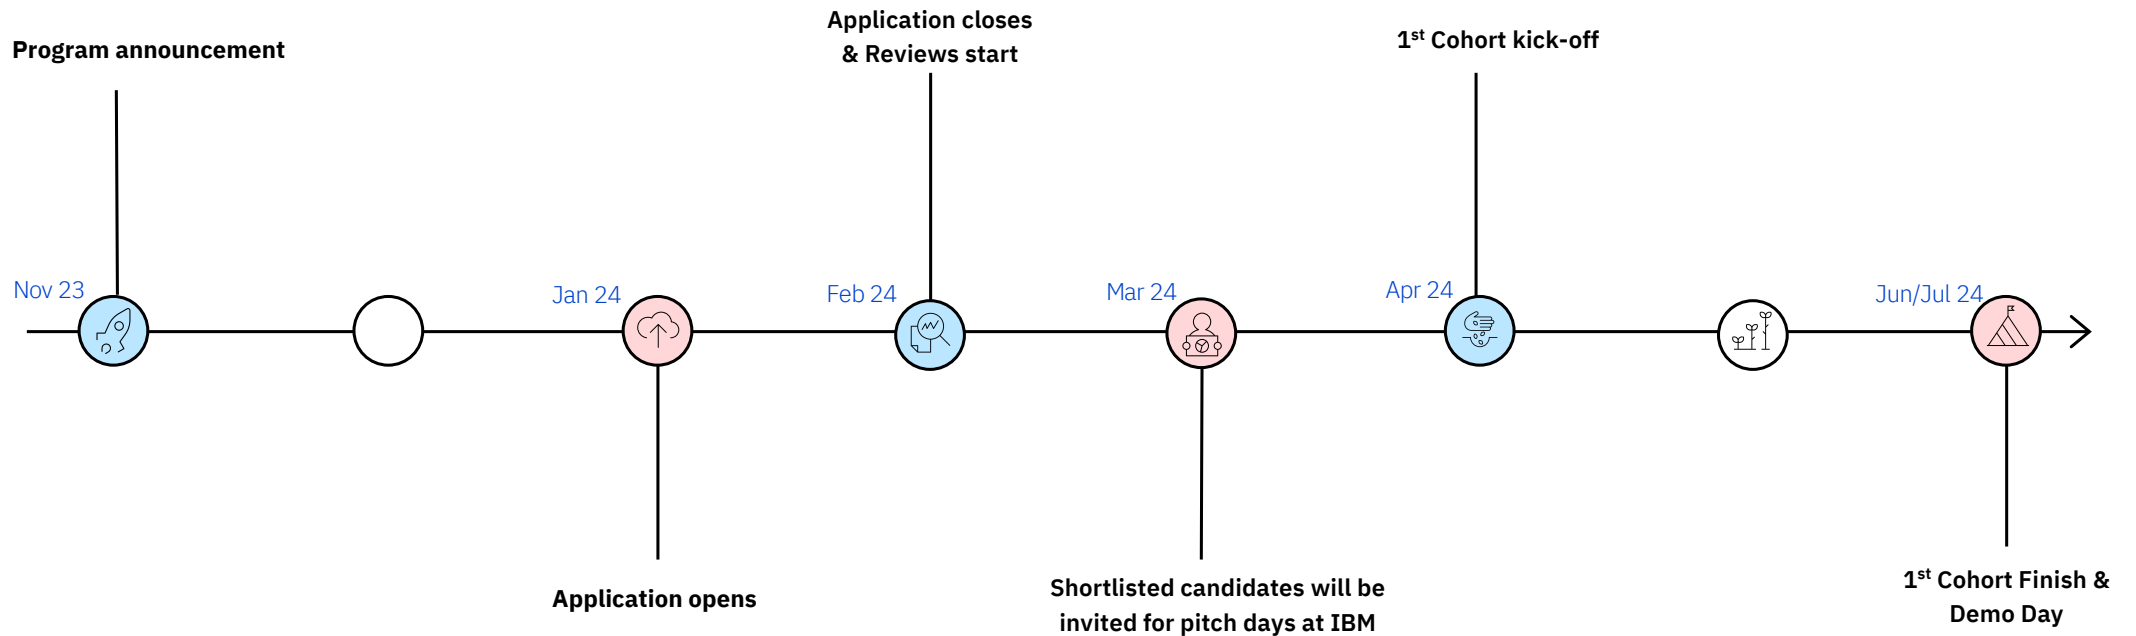 Program announcement
Application closes
& Reviews start
1st Cohort kick-off
Nov 23
Jan 24
Feb 24
Mar 24
Apr 24
Jun/Jul 24
Application opens
Shortlisted candidates will be
invited for pitch days at IBM
1st Cohort Finish &
Demo Day